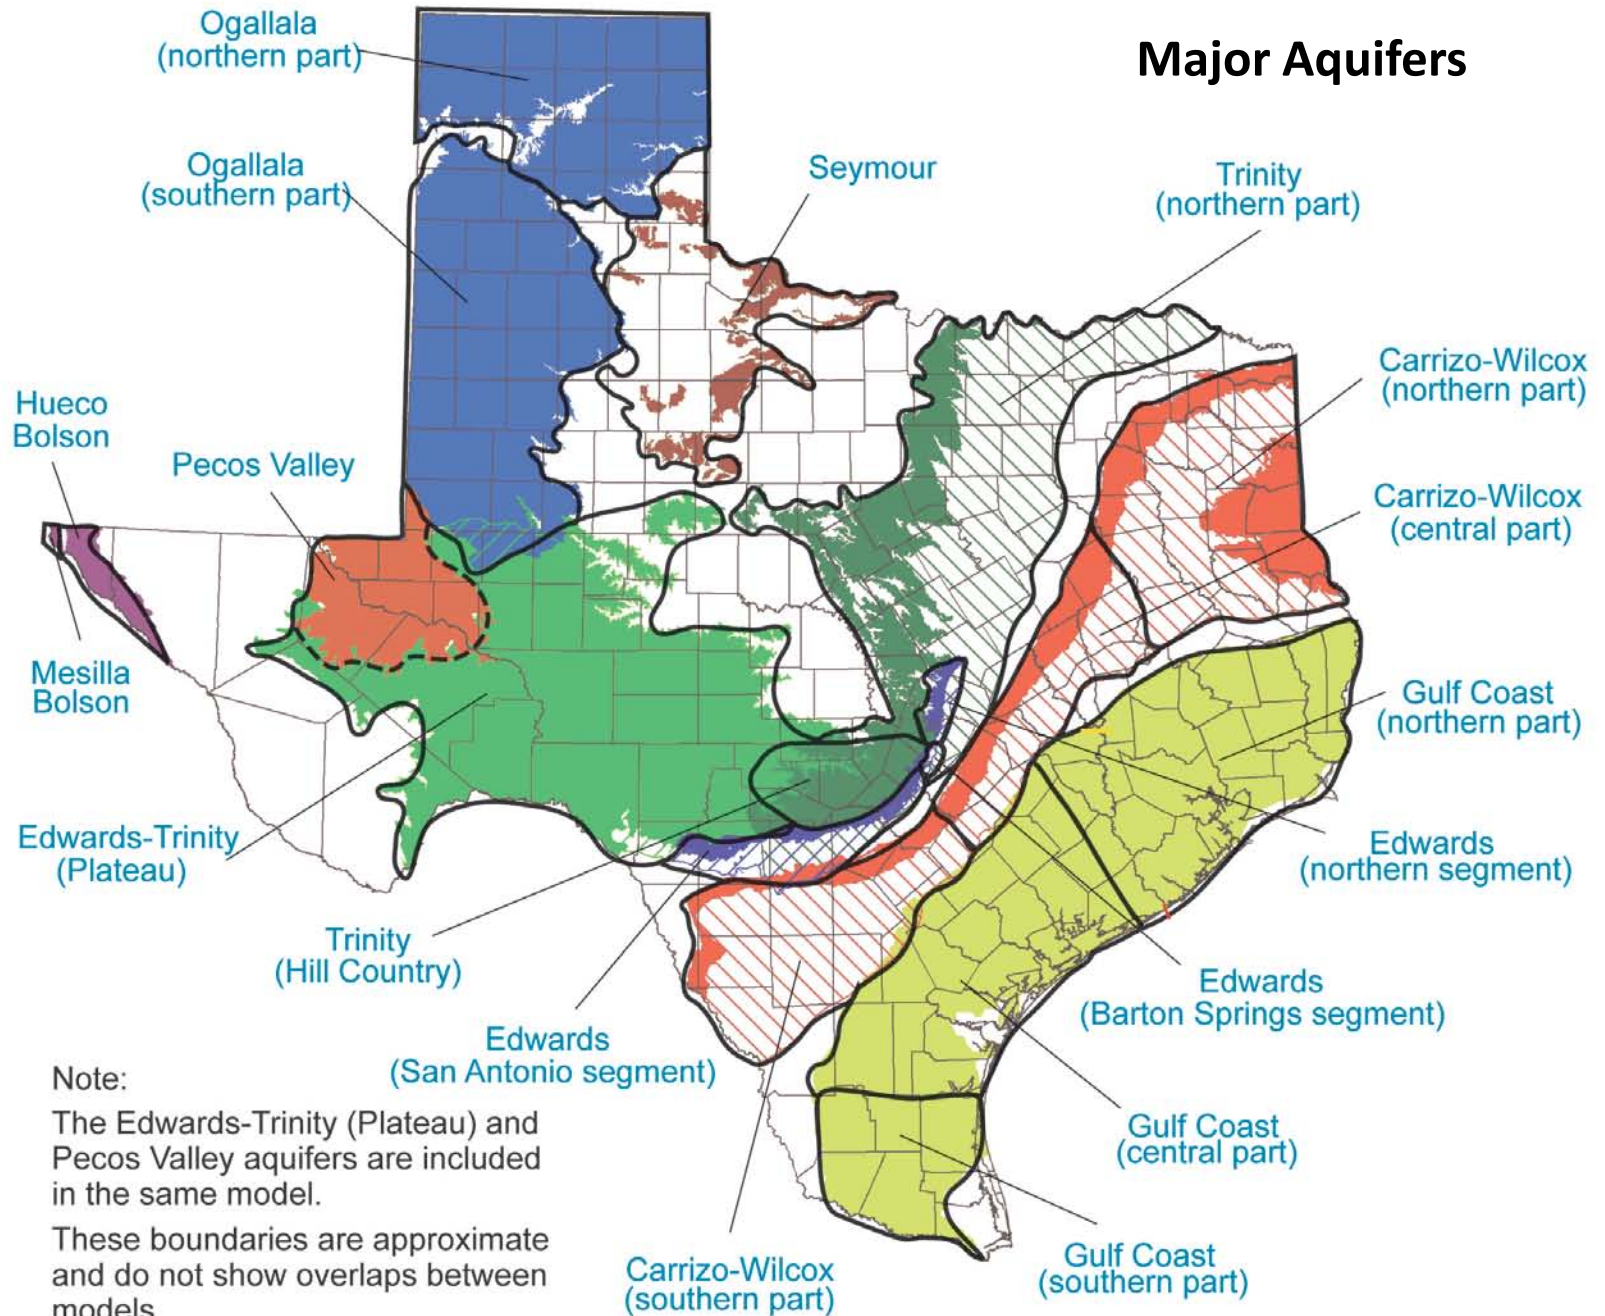 Major Aquifers
Ogallala
(northern part)
Ogallala
(southern part)
Seymour
Trinity
(northern part)
Carrizo-Wilcox
(northern part)
Hueco
Bolson
Pecos Valley
Carrizo-Wilcox
(central part)
Mesilla
Bolson
Gulf Coast
(northern part)
Edwards-Trinity
(Plateau)
Edwards
(northern segment)
Trinity
(Hill Country)
Edwards
(Barton Springs segment)
Edwards
(San Antonio segment)
Gulf Coast
(central part)
Carrizo-Wilcox
(southern part)
Gulf Coast
(southern part)
Note:
The Edwards-Trinity (Plateau) and
Pecos Valley aquifers are included
in the same model.
These boundaries are approximate
and do not show overlaps between
models